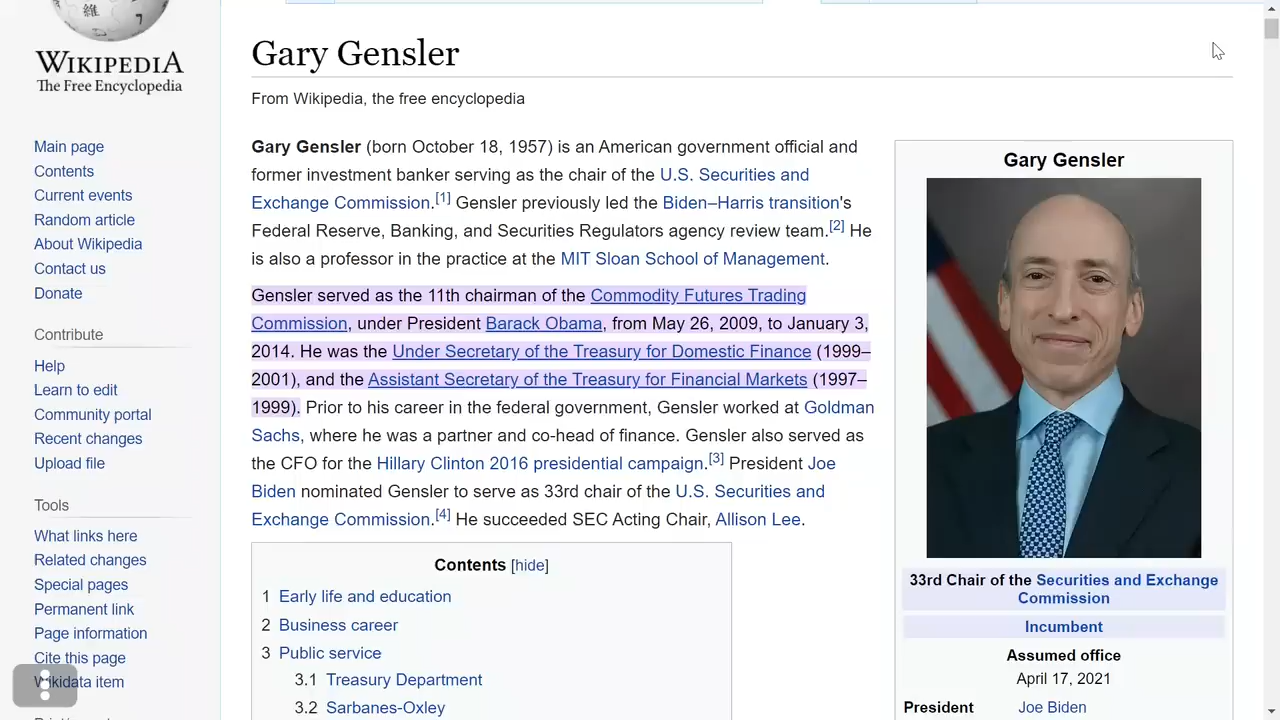 維
WIKIPEDIA
The Free Encyclopedia
Main page
Contents
Current events
Random article
About Wikipedia
Contact us
Donate
Contribute
Help
Learn to edit
Community portal
Recent changes
Upload file
Tools
What links here
Related changes
Special pages
Permanent link
Page information
Cite this page
Wikidata item
Gary Gensler
From Wikipedia, the free encyclopedia
Gary Gensler (born October 18, 1957) is an American government official and
former investment banker serving as the chair of the U.S. Securities and
Exchange Commission.[1] Gensler previously led the Biden–Harris transition's
Federal Reserve, Banking, and Securities Regulators agency review team.[2] He
is also a professor in the practice at the MIT Sloan School of Management.
Gensler served as the 11th chairman of the Commodity Futures Trading
Commission, under President Barack Obama, from May 26, 2009, to January 3,
2014. He was the Under Secretary of the Treasury for Domestic Finance (1999–
2001), and the Assistant Secretary of the Treasury for Financial Markets (1997–
1999). Prior to his career in the federal government, Gensler worked at Goldman
Sachs, where he was a partner and co-head of finance. Gensler also served as
the CFO for the Hillary Clinton 2016 presidential campaign.[3] President Joe
Biden nominated Gensler to serve as 33rd chair of the U.S. Securities and
Exchange Commission.[4] He succeeded SEC Acting Chair, Allison Lee.
Contents [hide]
1 Early life and education
2 Business career
3 Public service
3.1 Treasury Department
3.2 Sarbanes-Oxley
Gary Gensler
33rd Chair of the Securities and Exchange
Commission
Incumbent
Assumed office
April 17, 2021
President Joe Biden